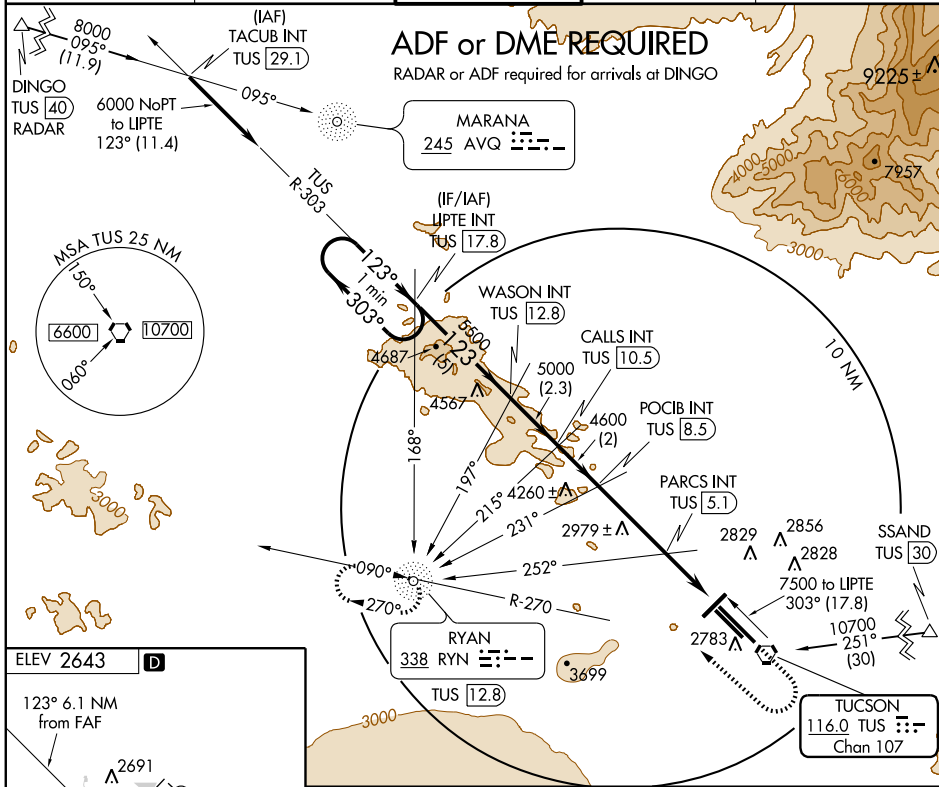 (IAF)
TACUB INT
TUS 29.1
8000
095°
(11.9)
ADF or DME REQUIRED
RADAR or ADF required for arrivals at DINGO
DINGO
TUS 40
RADAR
6000 NoPT
to LIPTE
123° (11.4)
095°
MARANA
245 AVQ
9225 ±
7957
4000
5000
6000
3000
TUS
R-303
(IF/IAF)
LIPTE INT
TUS 17.8
MSA TUS 25 NM
150°
6600
10700
060°
123°
1 min
303°
WASON INT
TUS 12.8
CALLS INT
TUS 10.5
10 NM
5500
123
(5)
4687
4567
5000
(2.3)
4600
(2)
POCIB INT
TUS 8.5
168°
197°
215°
231°
4260 ±
2979 ±
PARCS INT
TUS 5.1
3000
2829
2856
2828
SSAND
TUS 30
252°
090°
270°
R-270
7500 to LIPTE
303° (17.8)
10700
251°
(30)
2783
RYAN
338 RYN
TUS 12.8
3699
TUCSON
116.0 TUS
Chan 107
3000
ELEV 2643
D
123° 6.1 NM
from FAF
2691